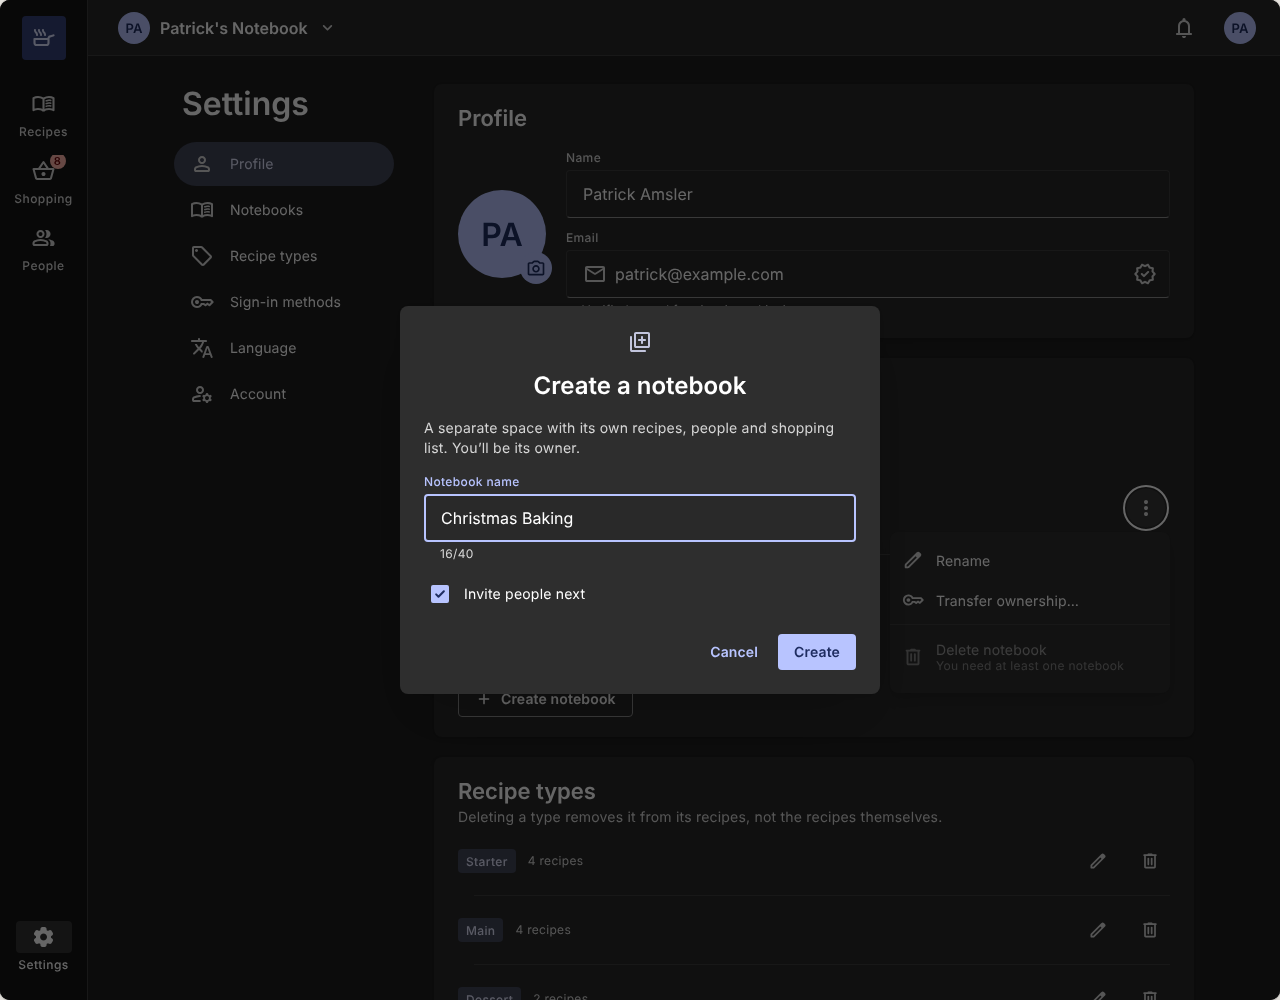 PA Patrick's Notebook
PA
Recipes
8
Shopping
People
Settings
Settings
Profile
Notebooks
Recipe types
Sign-in methods
Language
Account
Profile
PA
Name
Patrick Amsler
Email
patrick@example.com
Create a notebook
A separate space with its own recipes, people and shopping
list. You’ll be its owner.
Notebook name
Christmas Baking
16/40
Invite people next
Cancel
Create
Rename
Transfer ownership...
Delete notebook
You need at least one notebook
Create notebook
Recipe types
Deleting a type removes it from its recipes, not the recipes themselves.
Starter 4 recipes
Main 4 recipes
Dessert 2 recipes